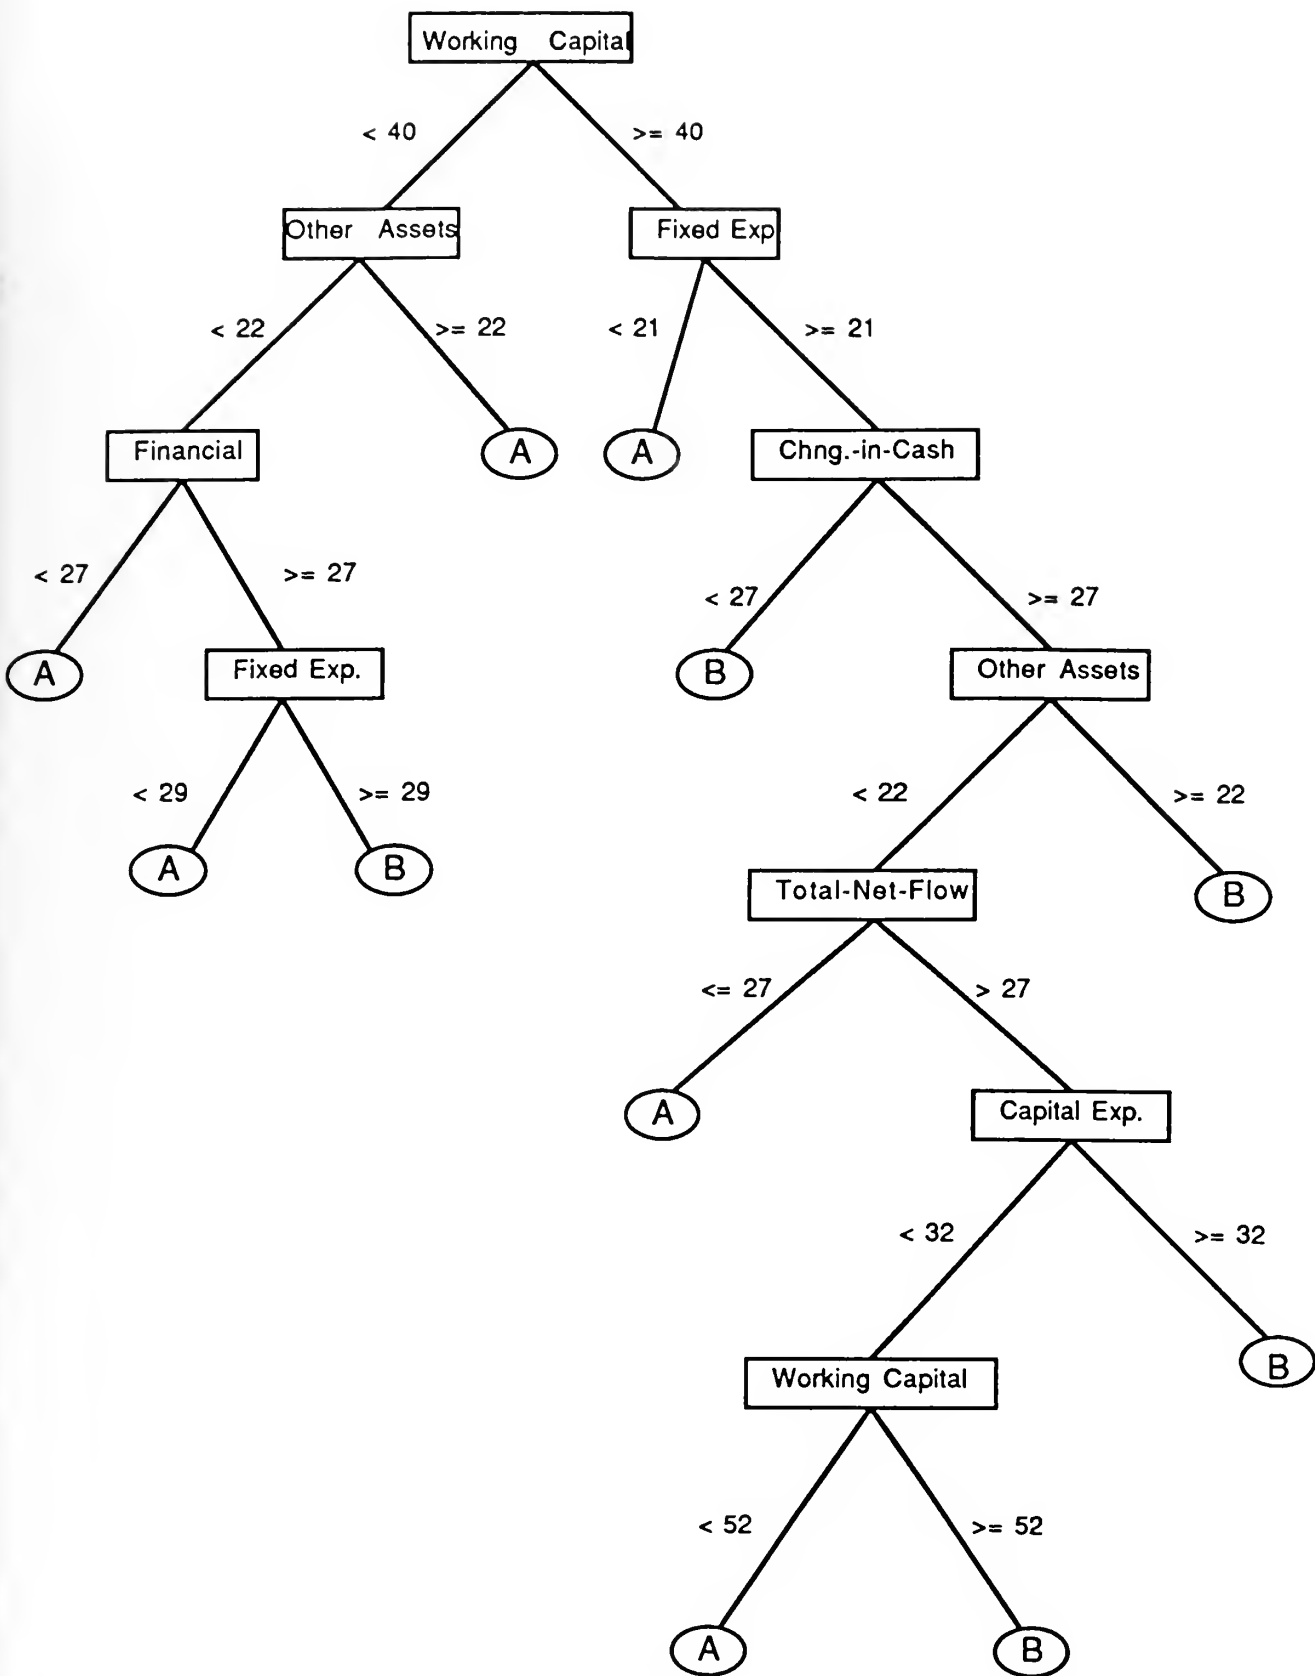 Working Capital
< 40
>= 40
Other Assets
Fixed Exp
< 22
>= 22
< 21
>= 21
Financial
A
A
Chng.-in-Cash
< 27
>= 27
< 27
>= 27
A
Fixed Exp.
B
Other Assets
< 29
>= 29
< 22
>= 22
A
B
Total-Net-Flow
B
<= 27
> 27
A
Capital Exp.
< 32
>= 32
Working Capital
B
< 52
>= 52
A
B